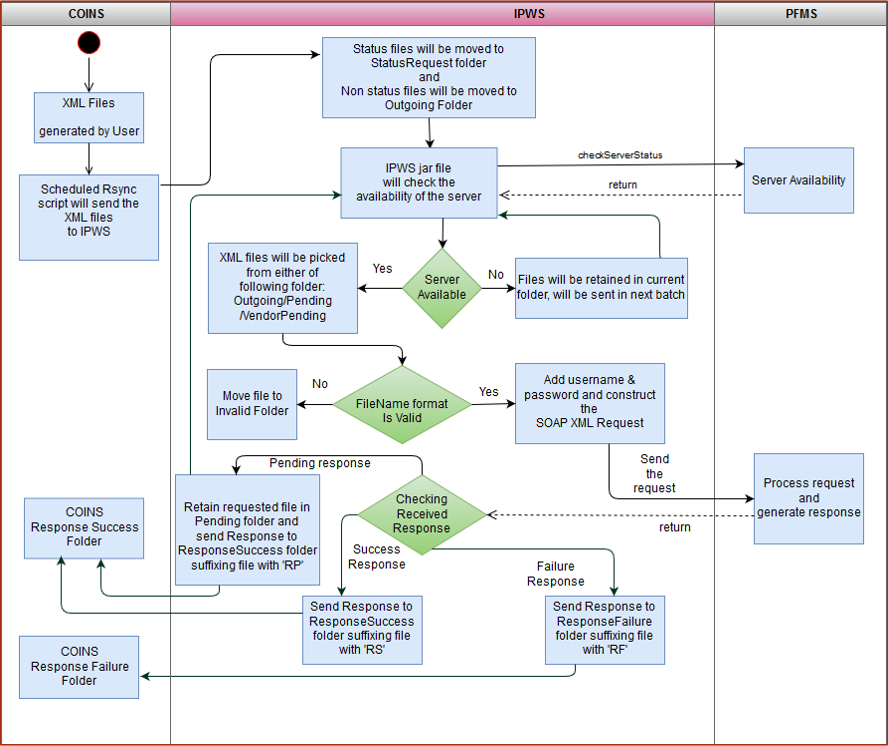 COINS
IPWS
PFMS
XML Files
generated by User
Scheduled Rsync
script will send the
XML files
to IPWS
Status files will be moved to
StatusRequest folder
and
Non status files will be moved to
Outgoing Folder
IPWS jar file
will check the
availability of the server
checkServerStatus
return
Server Availability
XML files will be picked
from either of
following folder:
Outgoing/Pending
/VendorPending
Yes
Server
Available
No
Files will be retained in current
folder, will be sent in next batch
Move file to
Invalid Folder
No
FileName format
Is Valid
Yes
Add username &
password and construct
the
SOAP XML Request
Send
the
request
Process request
and
generate response
return
Pending response
Checking
Received
Response
Retain requested file in
Pending folder and
send Response to
ResponseSuccess folder
suffixing file with 'RP'
COINS
Response Success
Folder
Success
Response
Failure
Response
Send Response to
ResponseSuccess
folder suffixing file
with 'RS'
Send Response to
ResponseFailure
folder suffixing file
with 'RF'
COINS
Response Failure
Folder